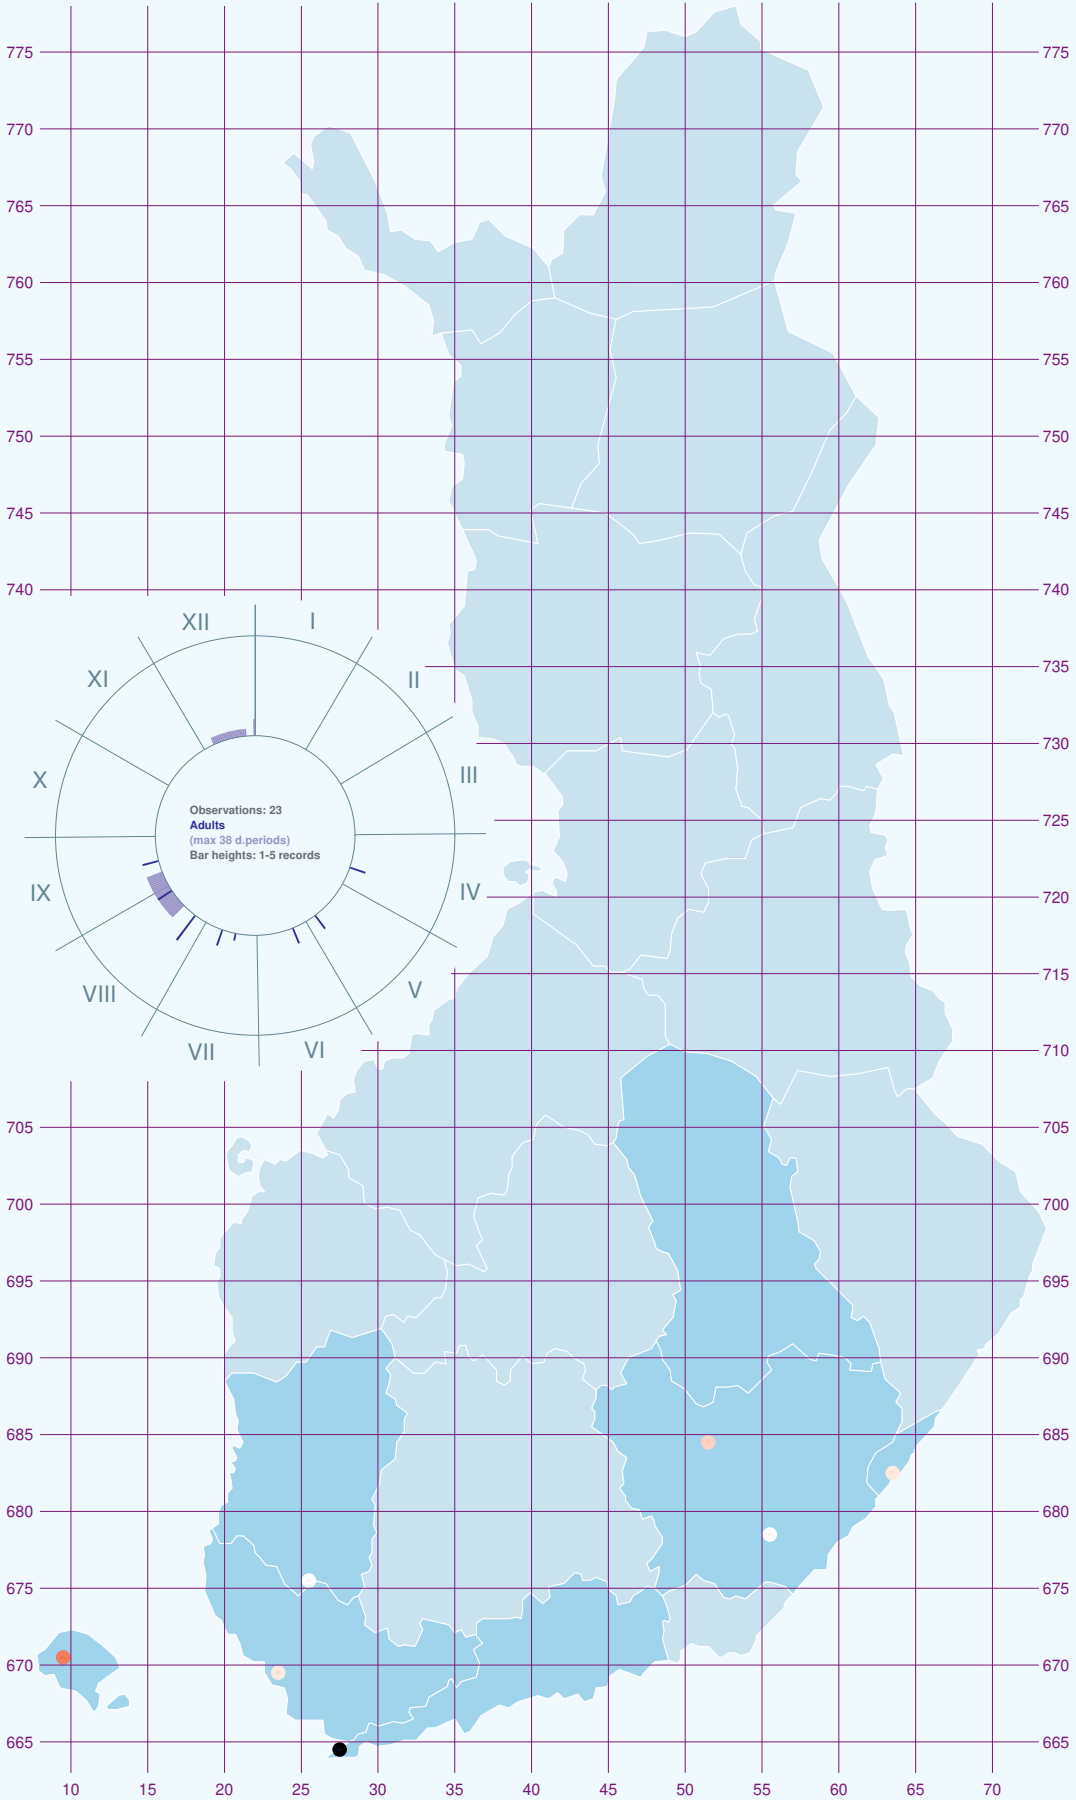 775 775
770 770
765 765
760 760
755 755
750 750
745 745
740 740
XII I
735
XI II
730
X III
Observations: 23
Adults
725
(max 38 d.periods)
Bar heights: 1-5 records
IX IV
720
VIII V
715
VII VI
710
705 705
700 700
695 695
690 690
685 685
680 680
675 675
670 670
665 665
10 15 20 25 30 35 40 45 50 55 60 65 70